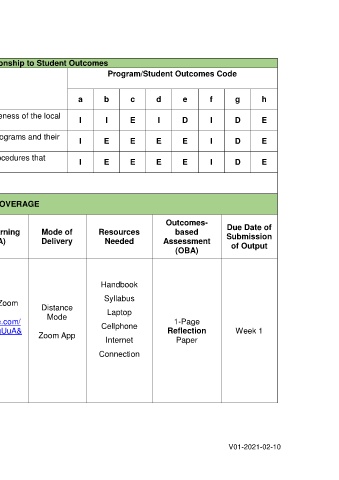 onship to Student Outcomes
Program/Student Outcomes Code
a b c d e f g h
eness of the local I I E I D I D E
ograms and their I E E E E I D E
ocedures that I E E E E I D E
OVERAGE
rning
A)
Mode of
Delivery
Resources
Needed
Outcomes-
based
Assessment
(OBA)
Due Date of
Submission
of Output
Zoom
e.com/
uUuA&
Distance
Mode
Zoom App
Handbook
Syllabus
Laptop
Cellphone
Internet
Connection
1-Page
Reflection
Paper
Week 1
V01-2021-02-10